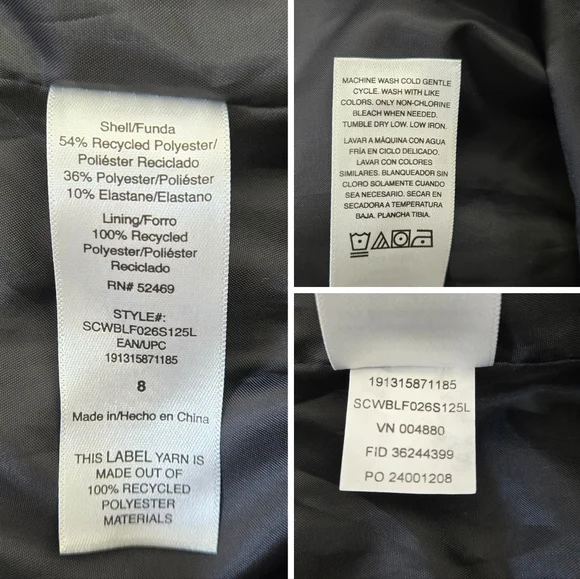 Shell/Funda
54% Recycled Polyester/
Poliéster Reciclado
36% Polyester/Poliéster
10% Elastane/Elastano
Lining/Forro
100% Recycled
Polyester/Poliéster
Reciclado
RN# 52469
STYLE#:
SCWBLF026S125L
EAN/UPC
191315871185
8
Made in/Hecho en China
THIS LABEL YARN IS
MADE OUT OF
100% RECYCLED
POLYESTER
MATERIALS
MACHINE WASH COLD GENTLE
CYCLE. WASH WITH LIKE
COLORS. ONLY NON-CHLORINE
BLEACH WHEN NEEDED.
TUMBLE DRY LOW. LOW IRON.
LAVAR A MÁQUINA CON AGUA
FRÍA EN CICLO DELICADO.
LAVAR CON COLORES
SIMILARES. BLANQUEADOR SIN
CLORO SOLAMENTE CUANDO
SEA NECESARIO. SECAR EN
SECADORA A TEMPERATURA
BAJA. PLANCHA TIBIA.
191315871185
SCWBLF026S125L
VN 004880
FID 36244399
PO 24001208